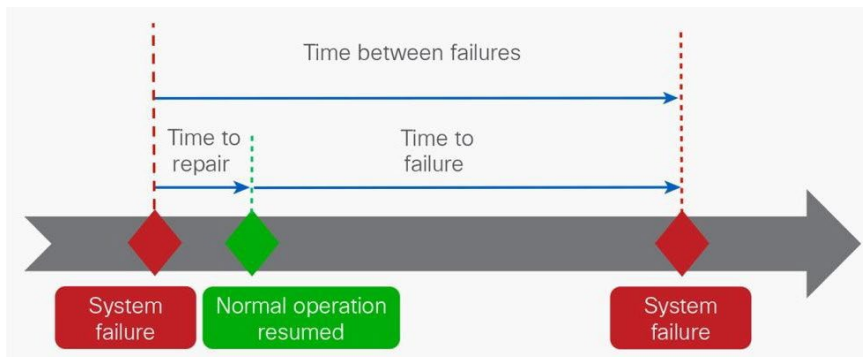 Time between failures
Time to
repair
Time to
failure
System
failure
Normal operation
resumed
System
failure